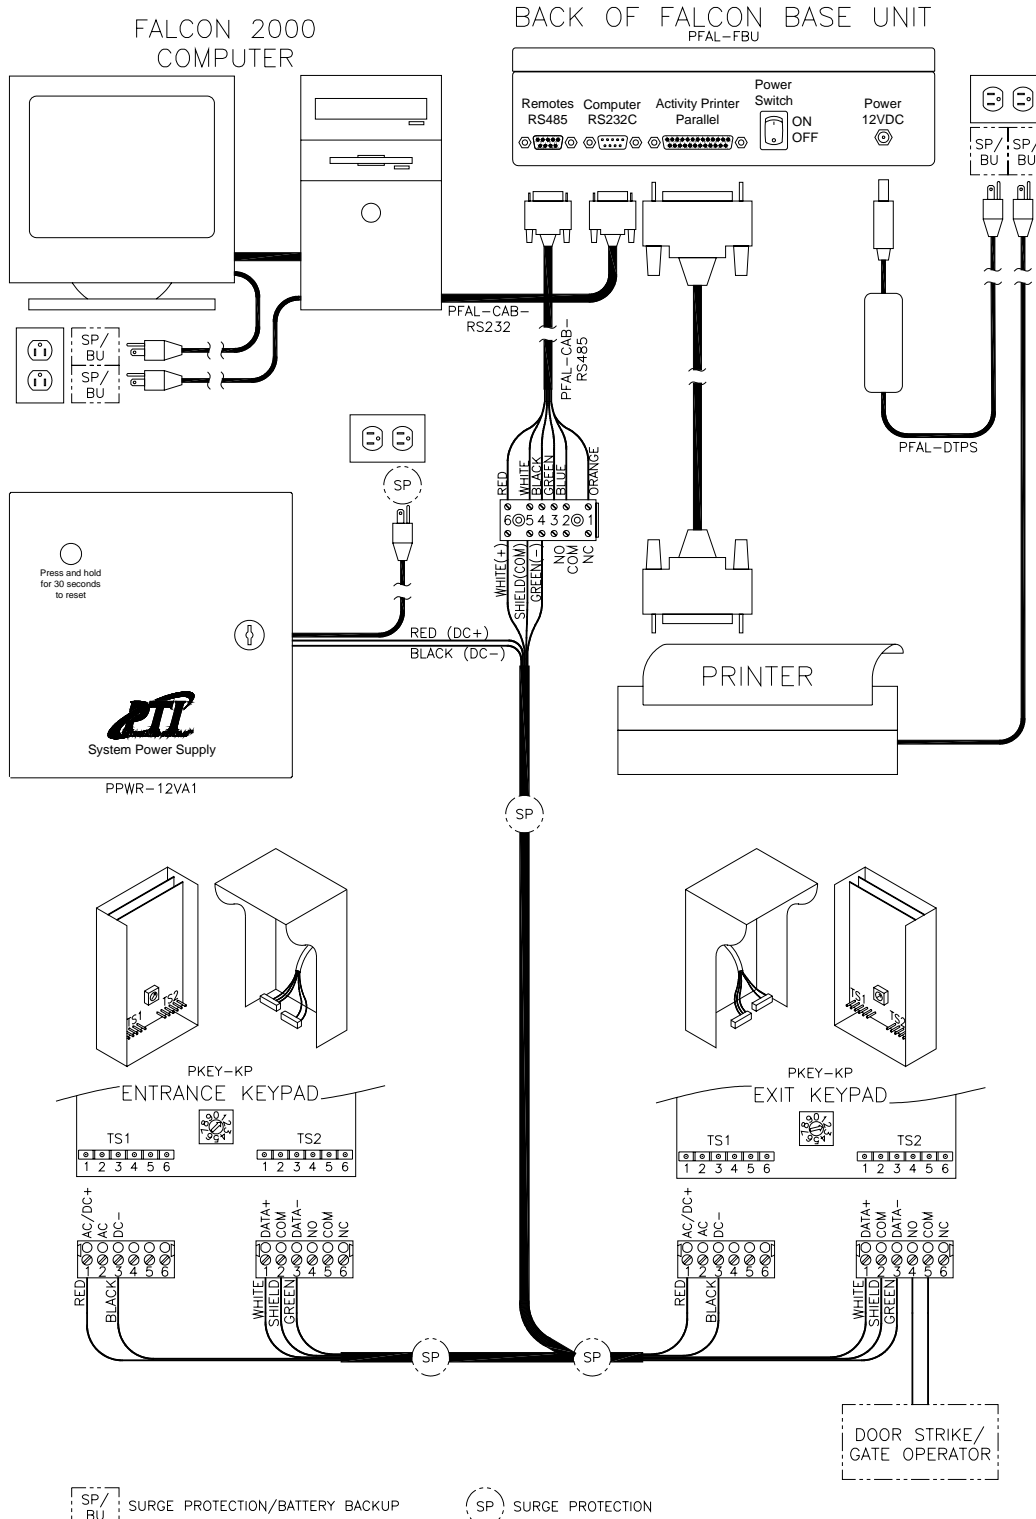 FALCON 2000
COMPUTER
BACK OF FALCON BASE UNIT
PFAL-FBU
Remotes
RS485
Computer
RS232C
Activity Printer
Parallel
Power
Switch
ON
OFF
Power
12VDC
SP/
BU
SP/
BU
PFAL-CAB-
RS232
PFAL-CAB-
RS485
SP/
BU
SP/
BU
PFAL-DTPS
SP
RED
WHITE
BLACK
GREEN
BLUE
ORANGE
6 5 4 3 2 1
WHITE(+)
SHIELD(COM)
GREEN(-)
NO
COM
NC
Press and hold
for 30 seconds
to reset
RED (DC+)
BLACK (DC-)
PTI
System Power Supply
PPWR-12VA1
PRINTER
SP
TS1
TS2
TS1
TS2
PKEY-KP
ENTRANCE KEYPAD
TS1
TS2
1 2 3 4 5 6
1 2 3 4 5 6
PKEY-KP
EXIT KEYPAD
TS1
TS2
1 2 3 4 5 6
1 2 3 4 5 6
AC/DC+
AC
DC-
1 2 3 4 5 6
RED
BLACK
DATA+
COM
DATA-
NO
COM
NC
1 2 3 4 5 6
WHITE
SHIELD
GREEN
AC/DC+
AC
DC-
1 2 3 4 5 6
RED
BLACK
DATA+
COM
DATA-
NO
COM
NC
1 2 3 4 5 6
WHITE
SHIELD
GREEN
SP
SP
DOOR STRIKE/
GATE OPERATOR
SP/
BU
SURGE PROTECTION/BATTERY BACKUP
SP
SURGE PROTECTION